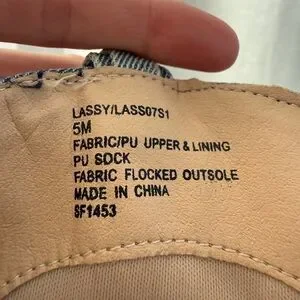 LASSY/LASS07S1
5M
FABRIC/PU UPPER & LINING
PU SOCK
FABRIC FLOCKED OUTSOLE
MADE IN CHINA
SF1453